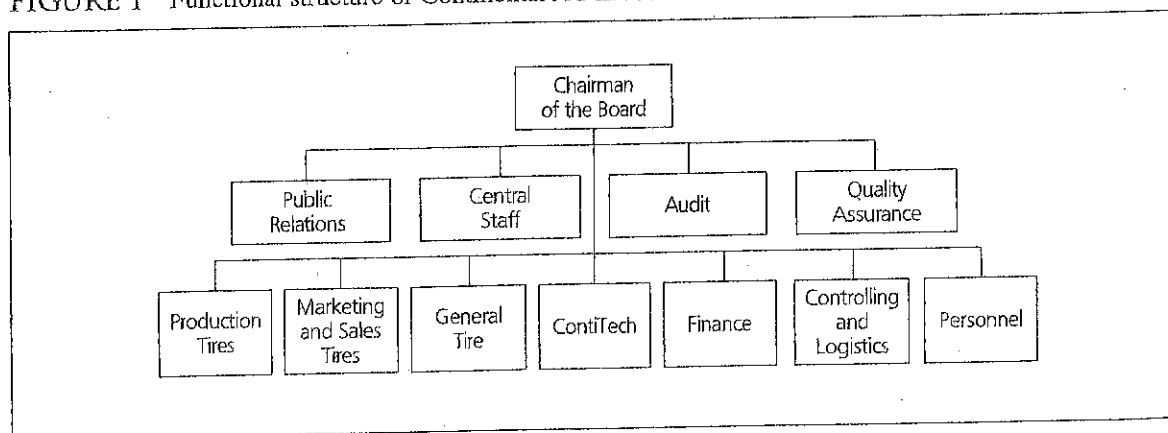 FIGURE 1 Functional structure of Continental
Chairman
of the Board
Public
Relations
Central
Staff
Audit
Quality
Assurance
Production
Tires
Marketing
and Sales
Tires
General
Tire
ContiTech
Finance
Controlling
and
Logistics
Personnel